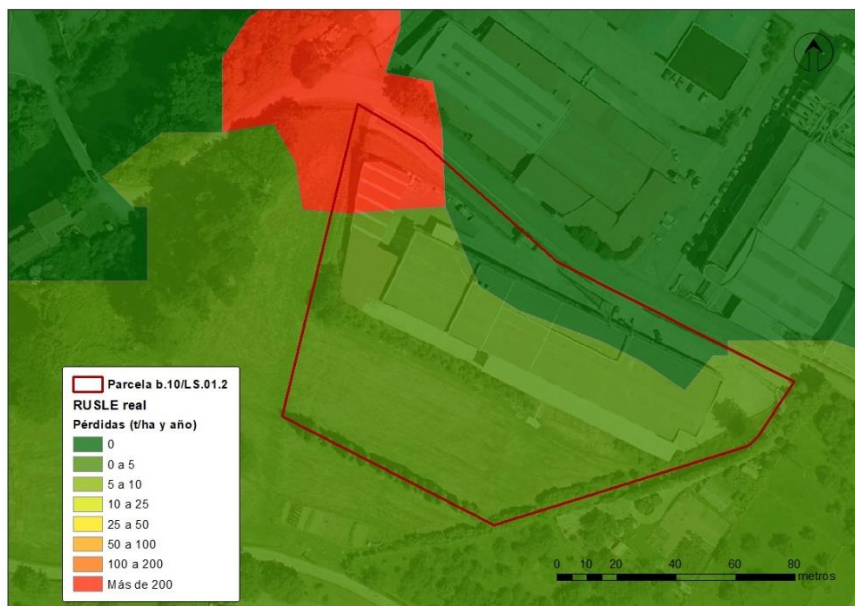 Parcela b.10/LS.01.2
RUSLE real
Pérdidas (t/ha y año)
0
0 a 5
5 a 10
10 a 25
25 a 50
50 a 100
100 a 200
Más de 200
0 10 20 40 60 80
metros